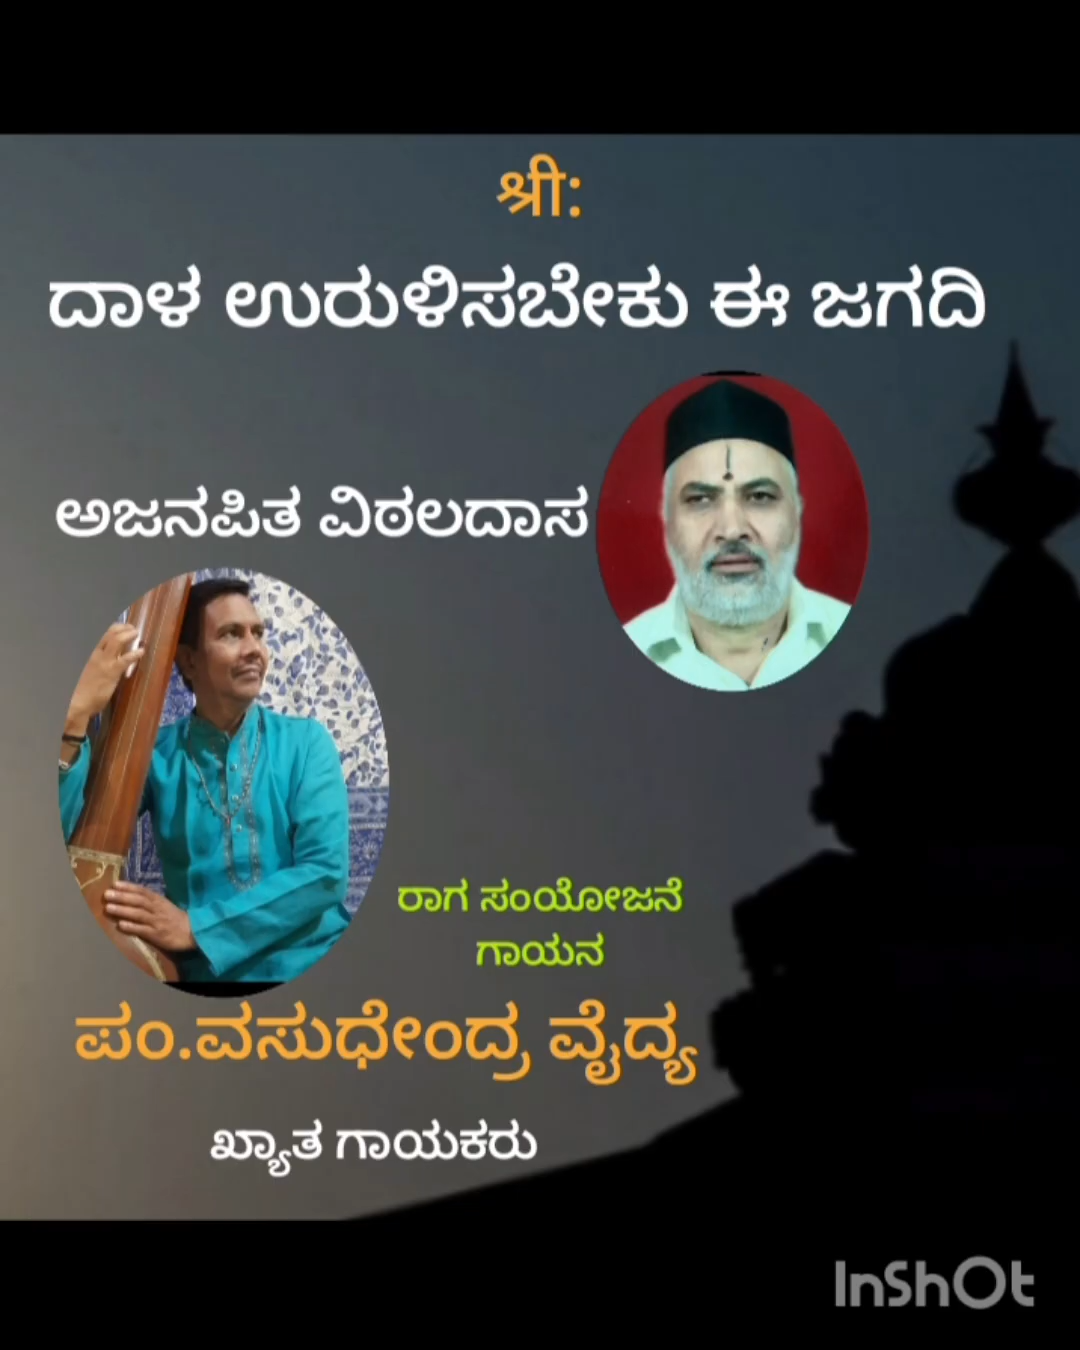 श्री:
ದಾಳ ಉರುಳಿಸಬೇಕು ಈ ಜಗದಿ
ಅಜನಪಿತ ವಿಠಲದಾಸ
ರಾಗ ಸಂಯೋಜನೆ
ಗಾಯನ
ಪಂ.ವಸುಧೇಂದ್ರ ವೈದ್ಯ
ಖ್ಯಾತ ಗಾಯಕರು
InShOt